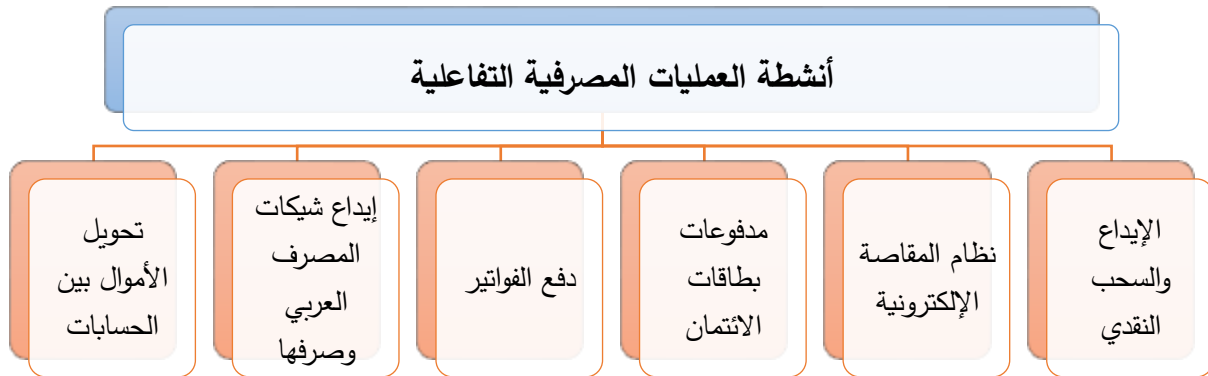 أنشطة العمليات المصرفية التفاعلية
الإيداع
والسحب
النقدي
نظام المقاصة
الإلكترونية
مدفوعات
بطاقات
الائتمان
دفع الفواتير
إيداع شيكات
المصرف
العربي
وصرفها
تحويل
الأموال بين
الحسابات